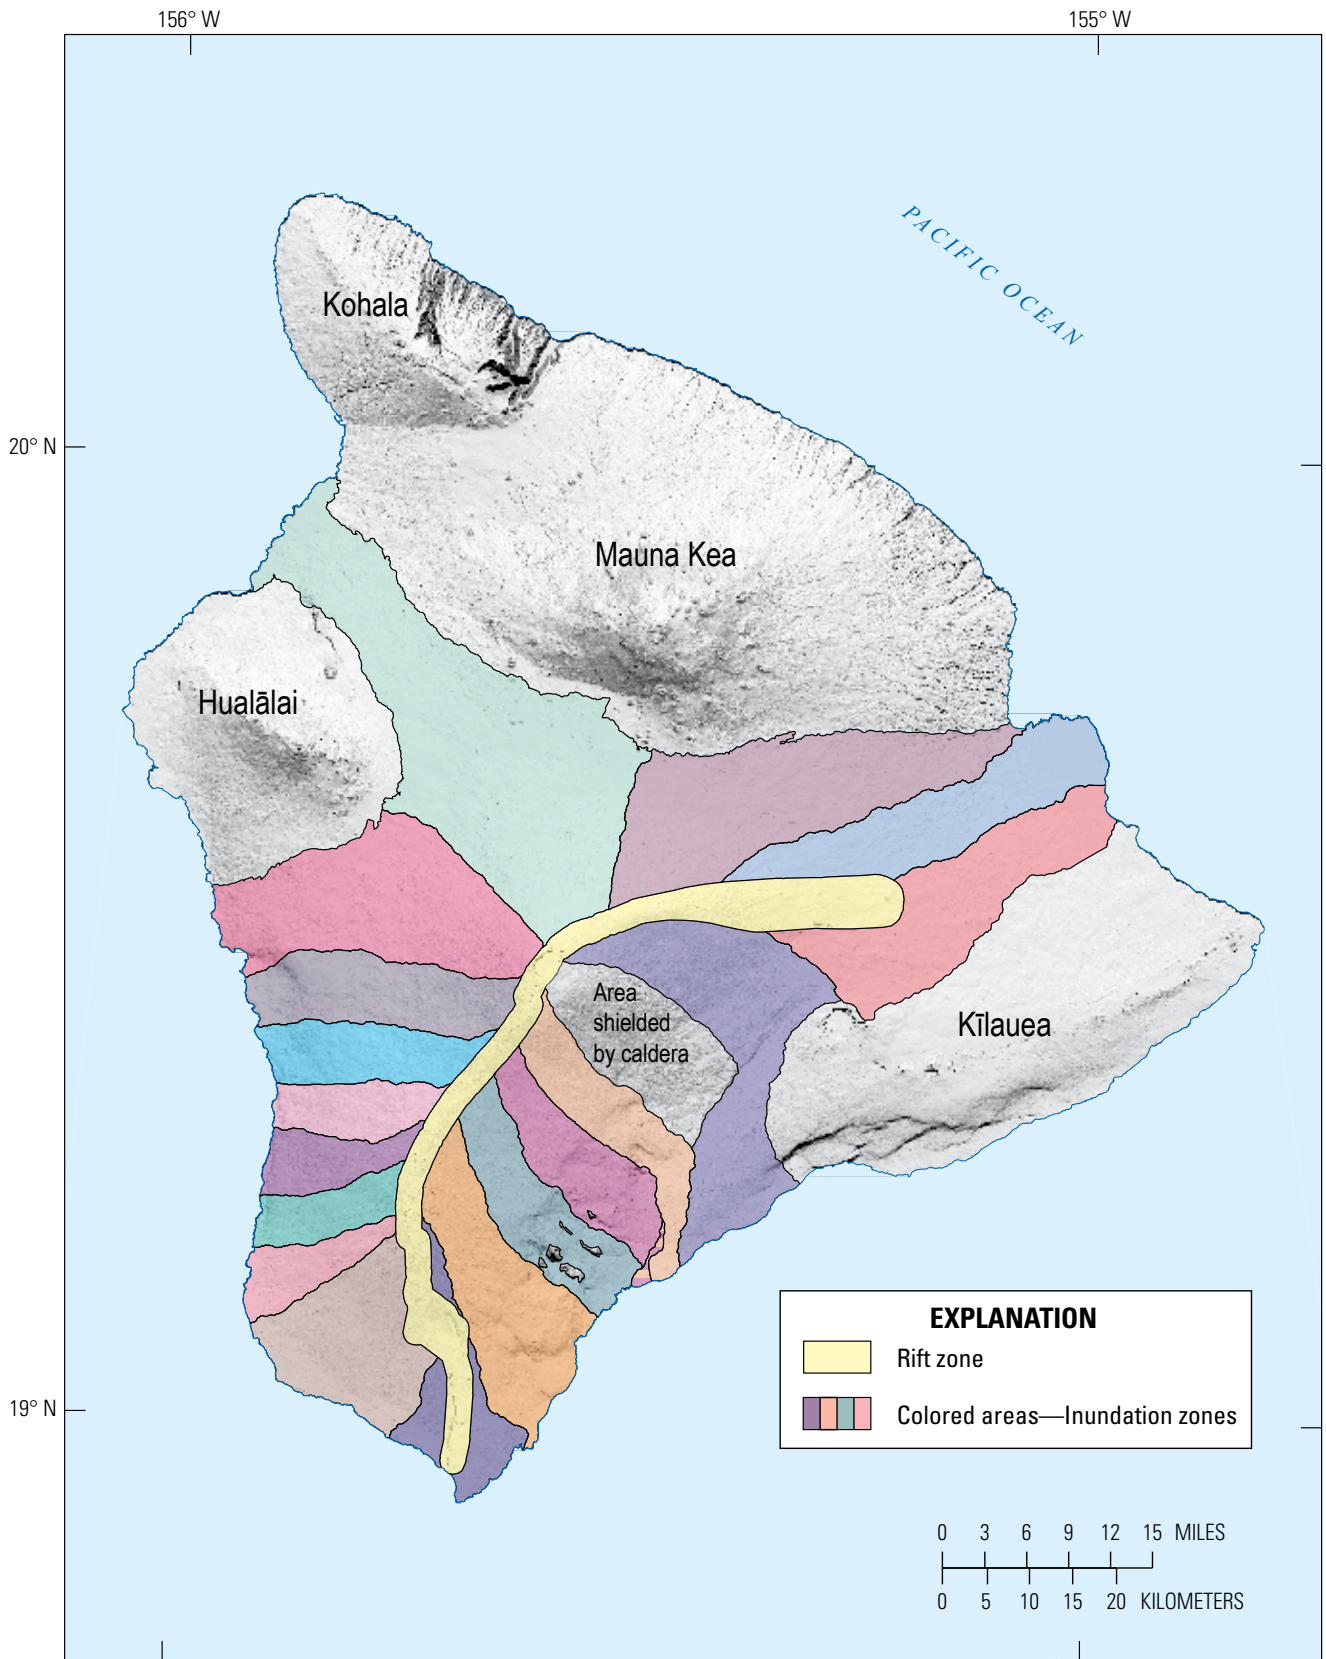 156° W
155° W
PACIFIC OCEAN
Kohala
20° N
Mauna Kea
Hualālai
Area
shielded
by caldera
Kīlauea
EXPLANATION
Rift zone
19° N
Colored areas—Inundation zones
0 3 6 9 12 15 MILES
0 5 10 15 20 KILOMETERS